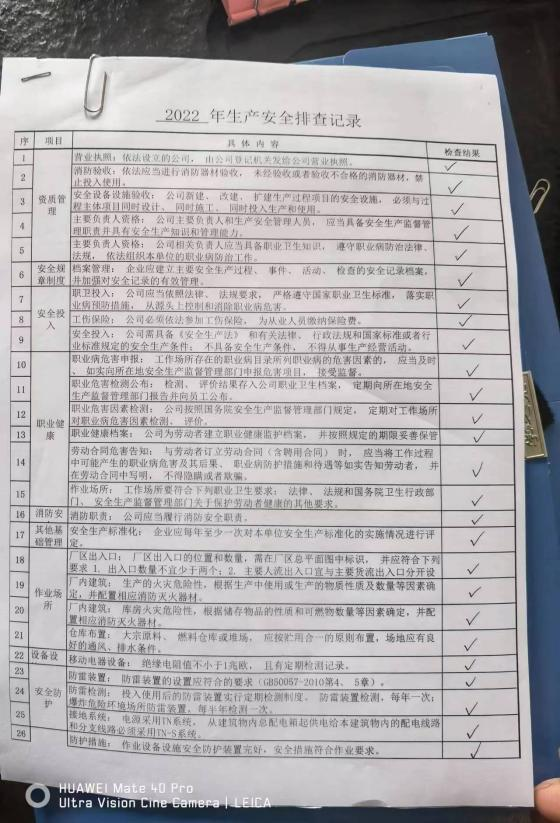 2022 年生产安全排查记录
序 项目 具 体 内 容 检查结果
1 营业执照：依法设立的公司， 由公司登记机关发给公司营业执照。 ✓
资质管
理
2 消防验收：依法应当进行消防器材验收， 未经验收或者验收不合格的消防器材，禁
止投入使用。 ✓
3 安全设备设施验收： 公司新建、 改建、 扩建生产过程项目的安全设施， 必须与过
程主体项目同时设计、 同时施工、 同时投入生产和使用。 ✓
4 主要负责人资格： 公司主要负责人和生产安全管理人员， 应当具备安全生产监督管
理职责并具有安全生产知识和管理能力。 ✓
5 主要负责人资格： 公司相关负责人应当具备职业卫生知识， 遵守职业病防治法律、
法规， 依法组织本单位的职业病防治工作。 ✓
6 安全规
章制度 档案管理： 企业应建立主要安全生产过程、 事件、 活动、 检查的安全记录档案，
并加强对安全记录的有效管理。 ✓
安全投
入
7 职卫投入： 公司应当依照法律、 法规要求， 严格遵守国家职业卫生标准， 落实职
业病预防措施， 从源头上控制和消除职业病危害。 ✓
8 工伤保险： 公司必须依法参加工伤保险， 为从业人员缴纳保险费。 ✓
9 安全投入： 公司需具备《安全生产法》 和有关法律、 行政法规和国家标准或者行
业标准规定的安全生产条件； 不具备安全生产条件， 不得从事生产经营活动。 ✓
职业健
康
10 职业病危害申报： 工作场所存在的职业病目录所列职业病的危害因素的， 应当及时
、 如实向所在地安全生产监督管理部门申报危害项目， 接受监督。 ✓
11 职业危害检测公布： 检测、 评价结果存入公司职业卫生档案， 定期向所在地安全
生产监督管理部门报告并向员工公布。 ✓
12 职业危害因素检测： 公司按照国务院安全生产监督管理部门规定， 定期对工作场所
对职业病危害因素检测、 评价。 ✓
13 职业健康档案： 公司为劳动者建立职业健康监护档案， 并按照规定的期限妥善保管 ✓
14 劳动合同危害告知： 与劳动者订立劳动合同（含聘用合同） 时， 应当将工作过程
中可能产生的职业病危害及其后果、 职业病防护措施和待遇等如实告知劳动者， 并
在劳动合同中写明， 不得隐瞒或者欺骗。 ✓
15 作业场所： 工作场所要符合下列职业卫生要求： 法律、 法规和国务院卫生行政部
门、 安全生产监督管理部门关于保护劳动者健康的其他要求。 ✓
16 消防安 消防职责： 公司应当履行消防安全职责。 ✓
17 其他基
础管理 安全生产标准化： 企业应每年至少一次对本单位安全生产标准化的实施情况进行评
定。 ✓
作业场
所
18 厂区出入口： 厂区出入口的位置和数量，需在厂区总平面图中标识， 并应符合下列
要求 1. 出入口数量不宜少于两个；2. 主要人流出入口宜与主要货流出入口分开设 ✓
19 厂内建筑： 生产的火灾危险性，根据生产中使用或生产的物质性质及数量等因素确
定，并配置相应消防灭火器材。 ✓
20 厂内建筑： 库房火灾危险性，根据储存物品的性质和可燃物数量等因素确定，并配
置相应消防灭火器材。 ✓
21 仓库布置： 大宗原料、 燃料仓库或堆场， 应按贮用合一的原则布置，场地应有良
好的通风、排水条件。 ✓
22 设备设 移动电器设备： 绝缘电阻值不小于1兆欧， 且有定期检测记录。 ✓
安全防
护
23 防雷装置： 防雷装置的设置应符合的要求（GB50057-2010第4、 5章）。 ✓
24 防雷检测： 投入使用后的防雷装置实行定期检测制度。 防雷装置检测，每年一次；
爆炸危险环境场所防雷装置，每半年检测一次。 ✓
25 接地系统： 电源采用TN系统， 从建筑物内总配电箱起供电给本建筑物内的配电线路
和分支线路必须采用TN-S系统。 ✓
26 防护措施： 作业设备设施安全防护装置完好，安全措施符合作业要求。 ✓
HUAWEI Mate 40 Pro
Ultra Vision Cine Camera | LEICA